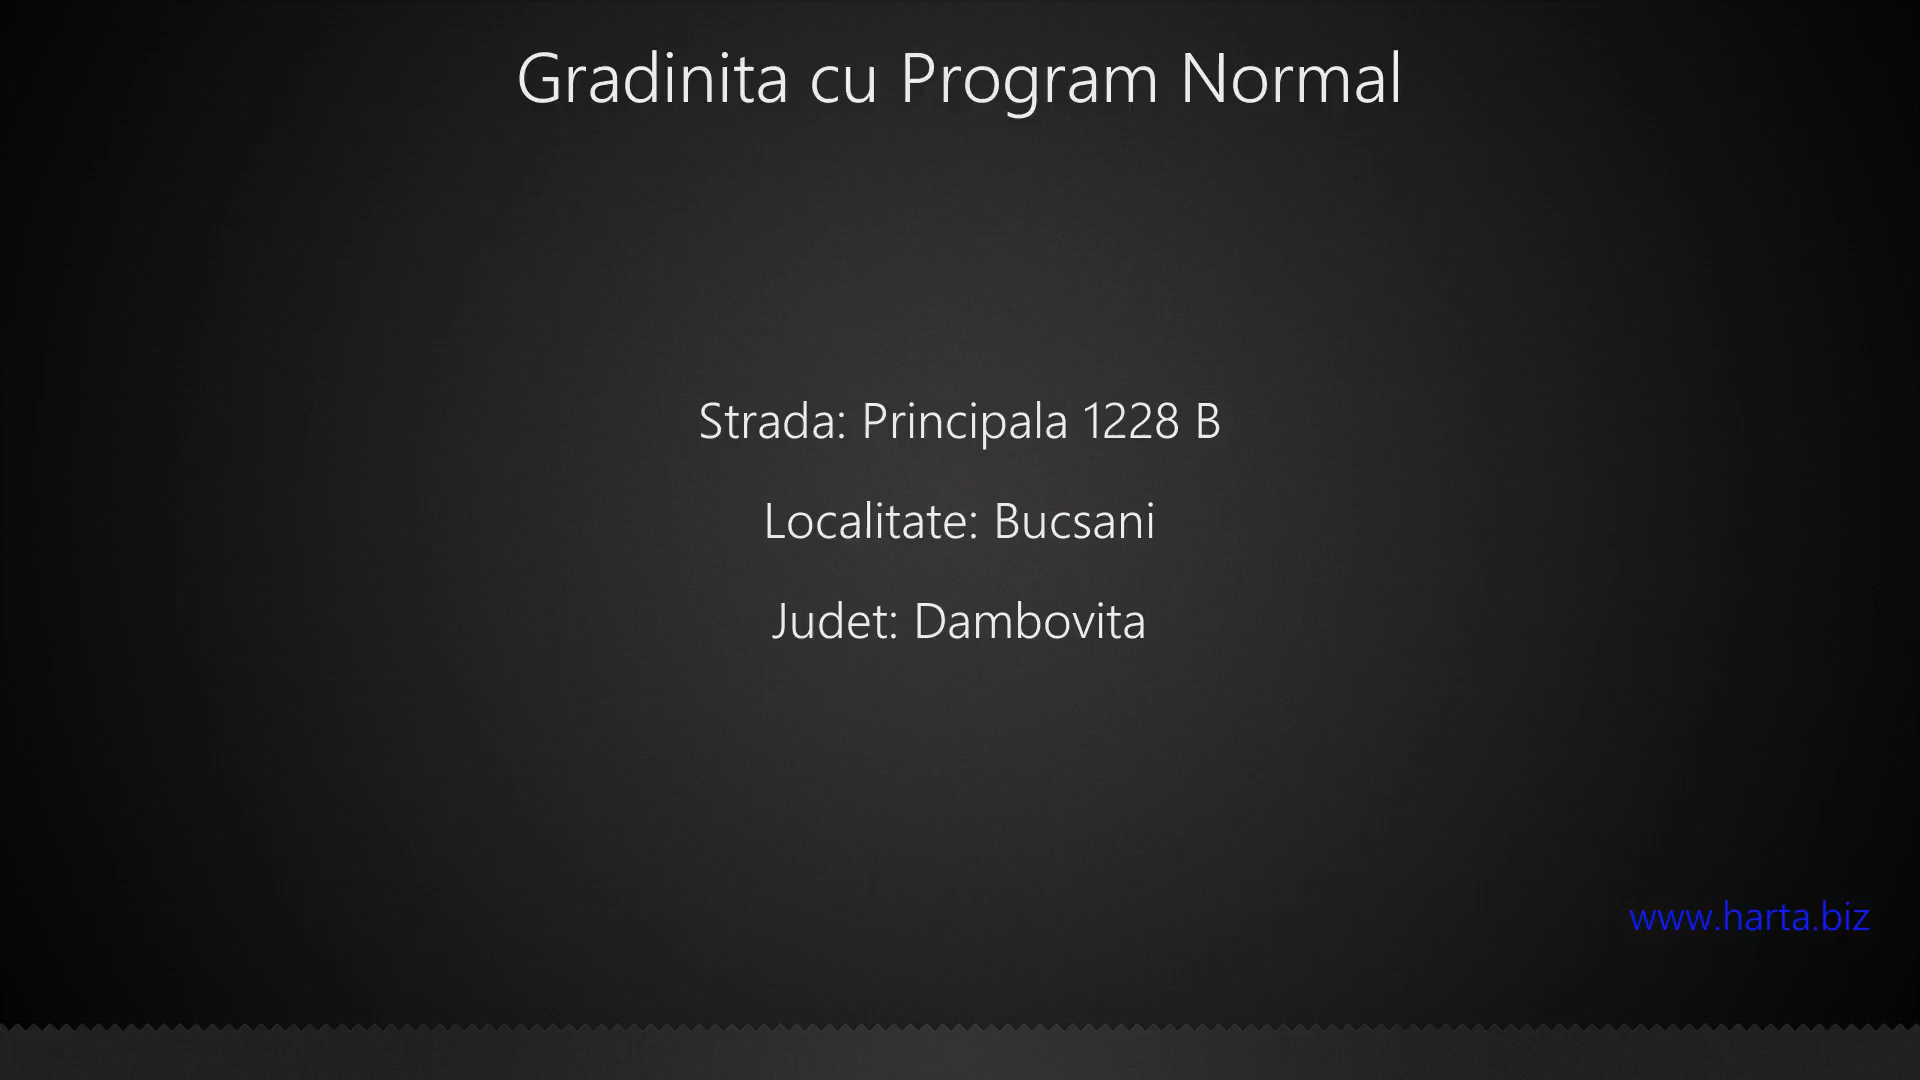 Gradinita cu Program Normal
Strada: Principala 1228 B
Localitate: Bucsani
Judet: Dambovita
www.harta.biz